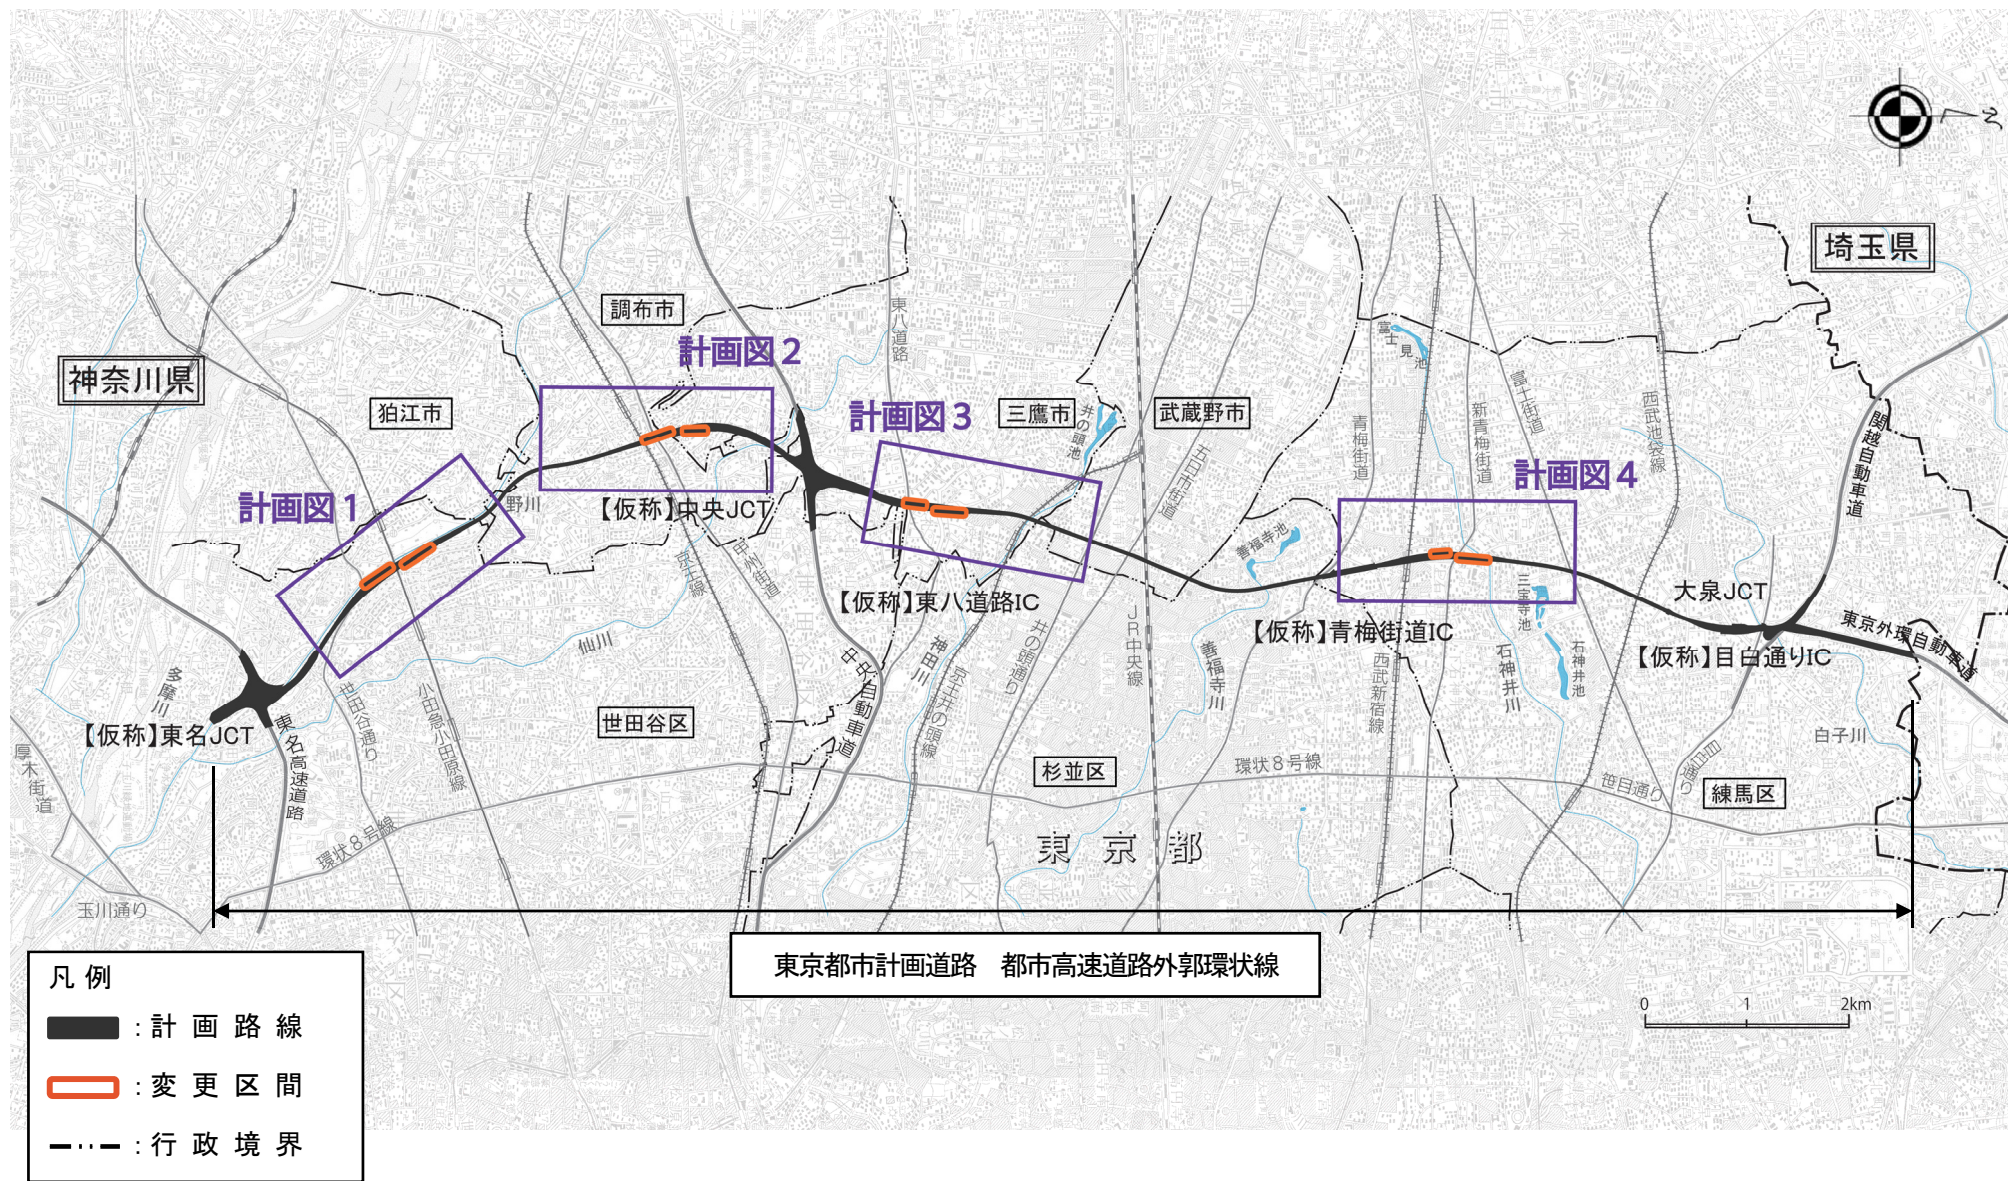 埼玉県
神奈川県
調布市
狛江市
三鷹市
武蔵野市
世田谷区
杉並区
練馬区
東京都
計画図1
計画図2
計画図3
計画図4
【仮称】東名JCT
【仮称】中央JCT
【仮称】東八道路IC
【仮称】青梅街道IC
【仮称】目白通りIC
大泉JCT
東名高速道路
中央自動車道
関越自動車道
東京外環自動車道
多摩川
野川
仙川
神田川
善福寺川
石神井川
白子川
井の頭池
善福寺池
富士見池
三宝寺池
石神井池
厚木街道
玉川通り
世田谷通り
小田急小田原線
環状8号線
京王線
甲州街道
東八道路
京王井の頭線
井の頭通り
JR中央線
五日市街道
青梅街道
西武新宿線
新青梅街道
富士街道
西武池袋線
環状8号線
笹目通り
目白通り
東京都市計画道路　都市高速道路外郭環状線
0 1 2km
凡例
:計画路線
:変更区間
:行政境界